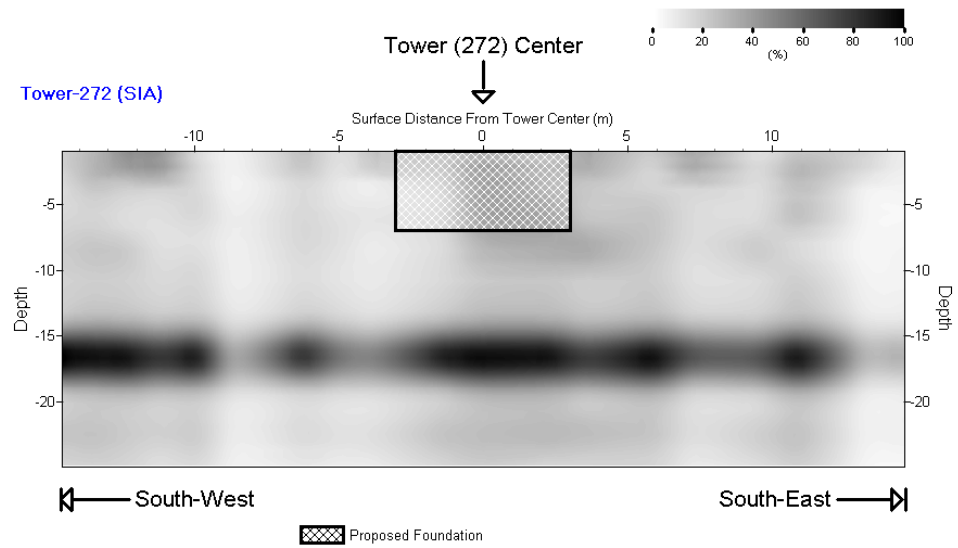 0 20 40 60 80 100
(%)
Tower (272) Center
Tower-272 (SIA)
Surface Distance From Tower Center (m)
-10 -5 0 5 10
-5 -5
-10 -10
Depth Depth
-15 -15
-20 -20
South-West South-East
Proposed Foundation